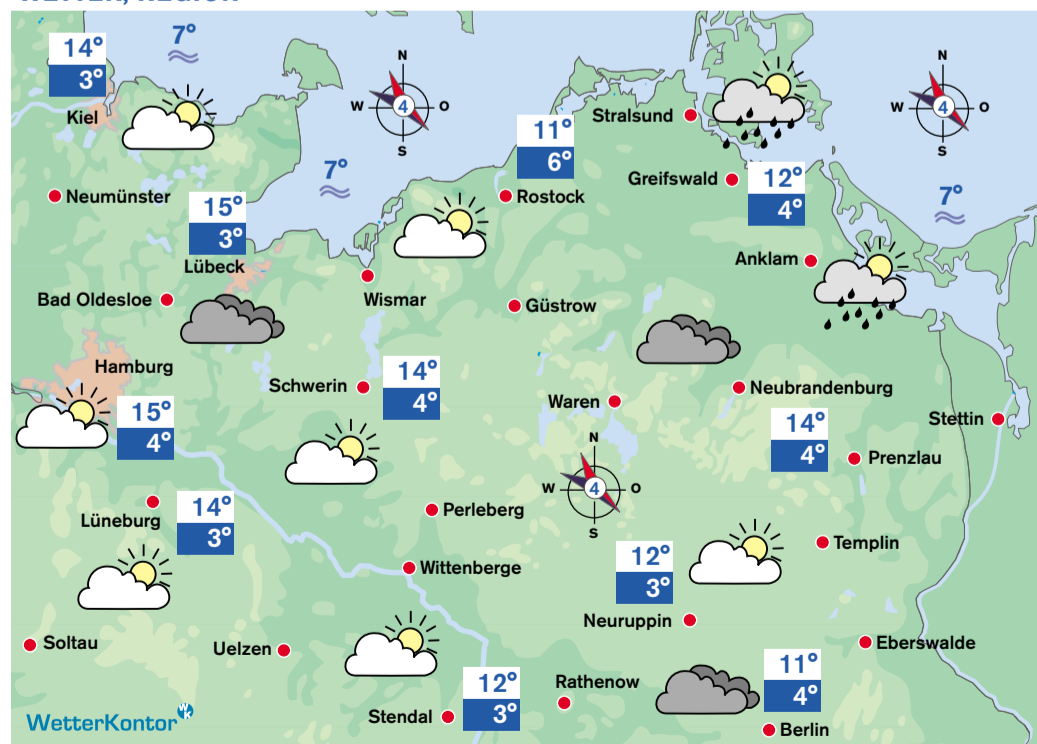 WETTER, REGION
14°
3°
Kiel
7°
N
W 4 O
S
Stralsund
11°
6°
N
W 4 O
S
Neumünster
15°
3°
Lübeck
7°
Rostock
Greifswald
12°
4°
7°
Bad Oldesloe
Wismar
Güstrow
Anklam
Hamburg
15°
4°
Schwerin
14°
4°
Waren
Neubrandenburg
Stettin
14°
4°
Prenzlau
N
W 4 O
S
Lüneburg
14°
3°
Perleberg
Wittenberge
Templin
12°
3°
Neuruppin
Soltau
Uelzen
Eberswalde
12°
3°
Stendal
Rathenow
11°
4°
Berlin
WetterKontor
WK